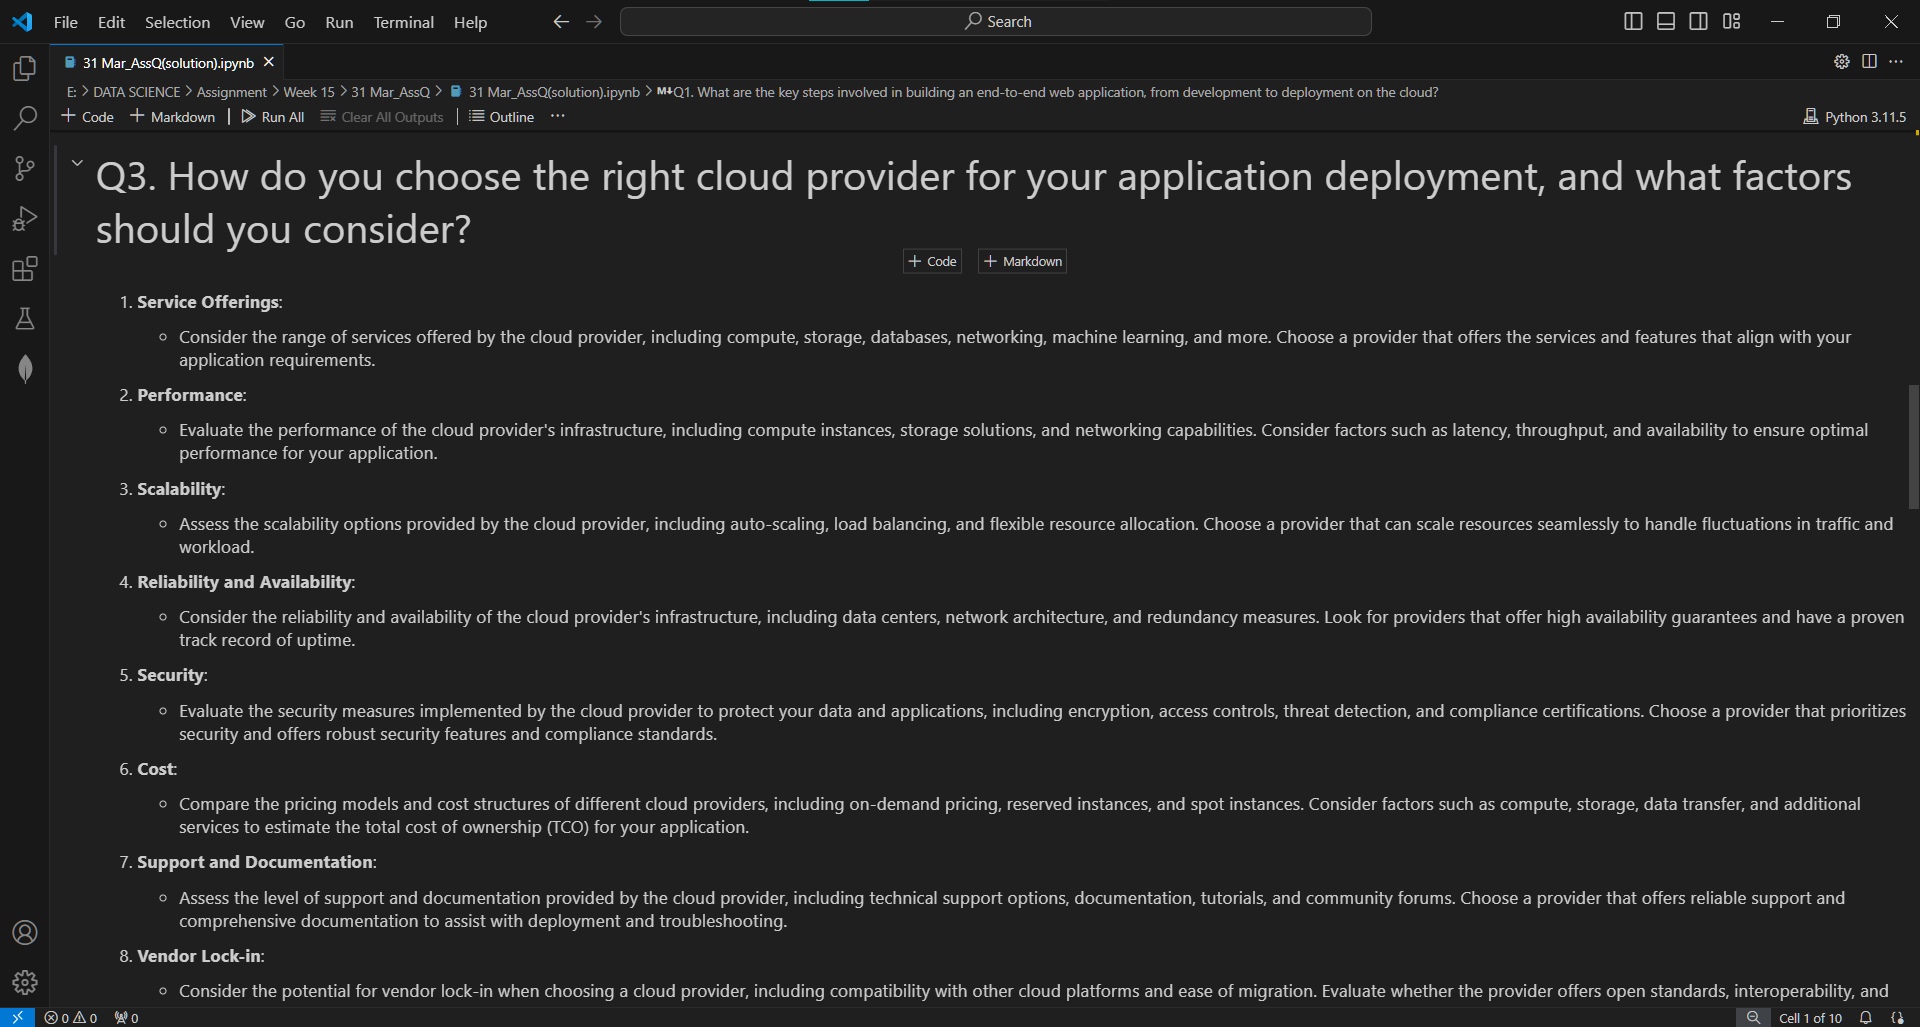 File Edit Selection View Go Run Terminal Help
Search
31 Mar_AssQ(solution).ipynb
E: > DATA SCIENCE > Assignment > Week 15 > 31 Mar_AssQ > 31 Mar_AssQ(solution).ipynb > M↓Q1. What are the key steps involved in building an end-to-end web application, from development to deployment on the cloud?
+ Code + Markdown | Run All Clear All Outputs | Outline ...
Python 3.11.5
Q3. How do you choose the right cloud provider for your application deployment, and what factors
should you consider?
+ Code + Markdown
1. Service Offerings:
Consider the range of services offered by the cloud provider, including compute, storage, databases, networking, machine learning, and more. Choose a provider that offers the services and features that align with your
application requirements.
2. Performance:
Evaluate the performance of the cloud provider's infrastructure, including compute instances, storage solutions, and networking capabilities. Consider factors such as latency, throughput, and availability to ensure optimal
performance for your application.
3. Scalability:
Assess the scalability options provided by the cloud provider, including auto-scaling, load balancing, and flexible resource allocation. Choose a provider that can scale resources seamlessly to handle fluctuations in traffic and
workload.
4. Reliability and Availability:
Consider the reliability and availability of the cloud provider's infrastructure, including data centers, network architecture, and redundancy measures. Look for providers that offer high availability guarantees and have a proven
track record of uptime.
5. Security:
Evaluate the security measures implemented by the cloud provider to protect your data and applications, including encryption, access controls, threat detection, and compliance certifications. Choose a provider that prioritizes
security and offers robust security features and compliance standards.
6. Cost:
Compare the pricing models and cost structures of different cloud providers, including on-demand pricing, reserved instances, and spot instances. Consider factors such as compute, storage, data transfer, and additional
services to estimate the total cost of ownership (TCO) for your application.
7. Support and Documentation:
Assess the level of support and documentation provided by the cloud provider, including technical support options, documentation, tutorials, and community forums. Choose a provider that offers reliable support and
comprehensive documentation to assist with deployment and troubleshooting.
8. Vendor Lock-in:
Consider the potential for vendor lock-in when choosing a cloud provider, including compatibility with other cloud platforms and ease of migration. Evaluate whether the provider offers open standards, interoperability, and
0 0 0
Cell 1 of 10